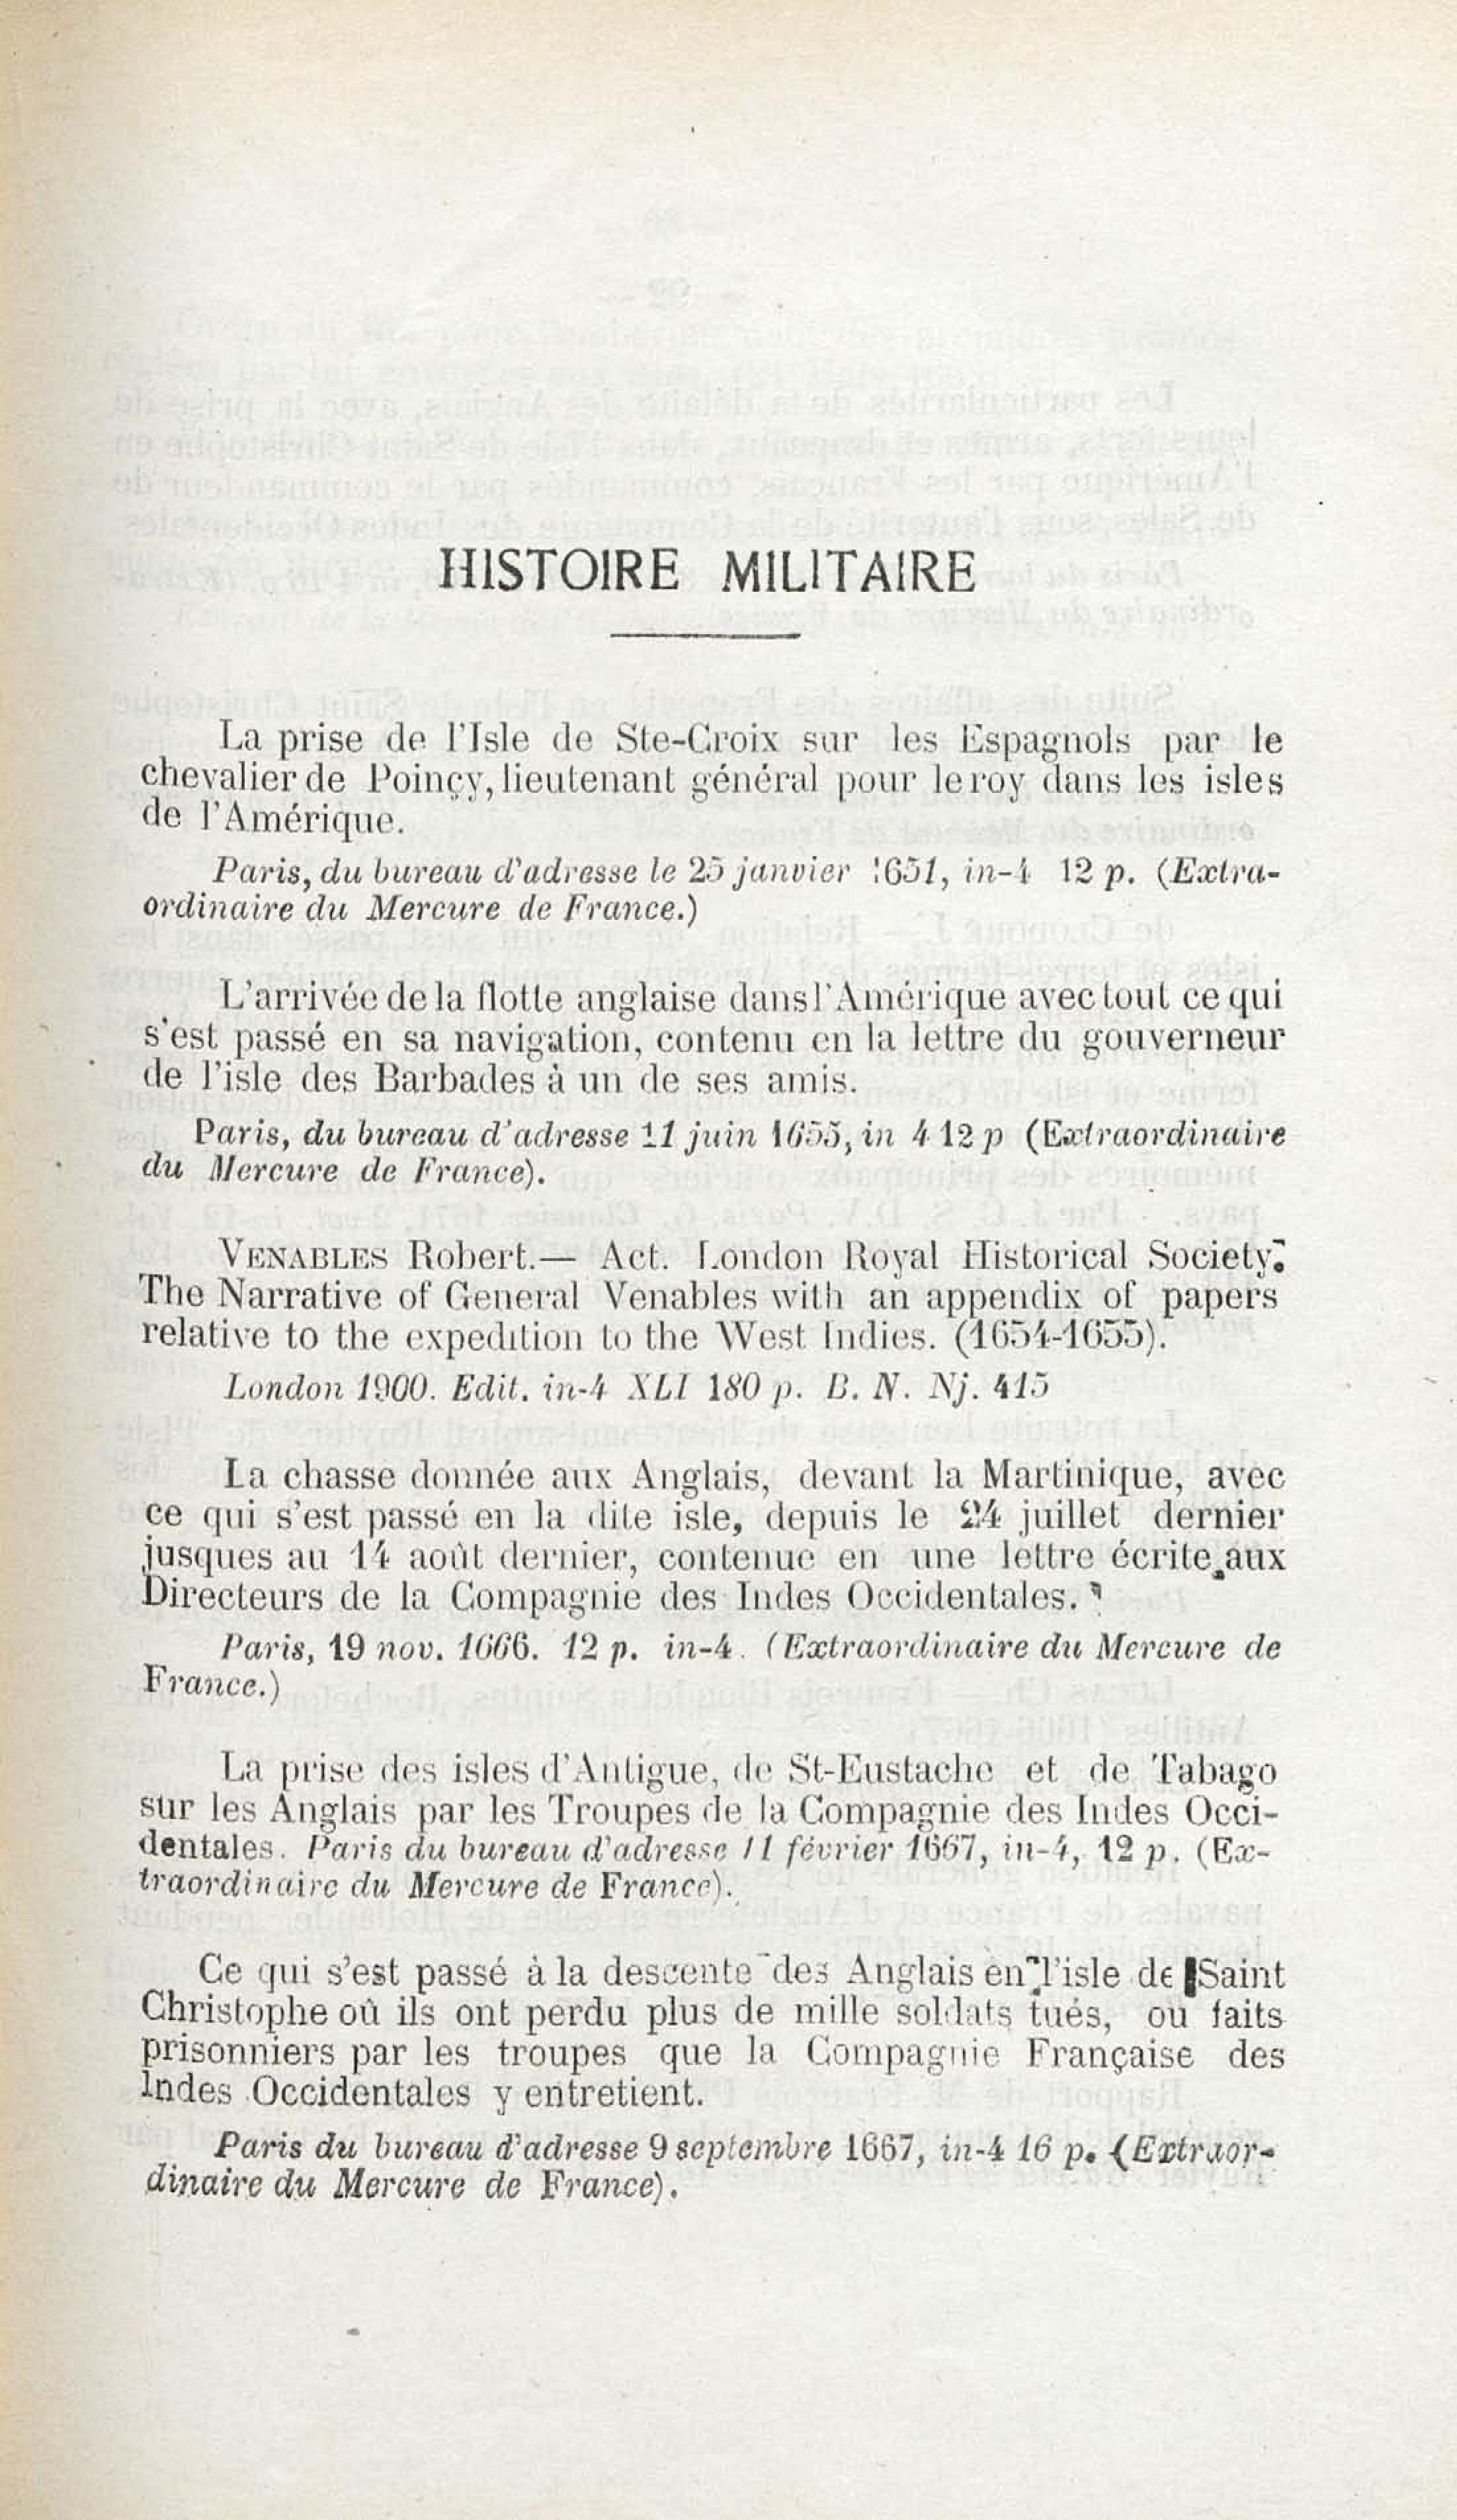 HISTOIRE MILITAIRE
La prise de l'Isle de Ste-Croix sur les Espagnols par le
chevalier de Poinçy, lieutenant général pour le roy dans les isles
de l'Amérique.
Paris, du bureau d'adresse le 25 janvier 1651, in-4 12 p. (Extra-
ordinaire du Mercure de France.)
L'arrivée de la flotte anglaise dans l'Amérique avec tout ce qui
s'est passé en sa navigation, contenu en la lettre du gouverneur
de l'isle des Barbades à un de ses amis.
Paris, du bureau d'adresse 11 juin 1655, in 4 12 p (Extraordinaire
du Mercure de France).
VENABLES Robert.— Act. London Royal Historical Society.
The Narrative of General Venables with an appendix of papers
relative to the expedition to the West Indies. (1654-1655).
London 1900. Edit. in-4 XLI 180 p. B. N. Nj. 415
La chasse donnée aux Anglais, devant la Martinique, avec
ce qui s'est passé en la dite isle, depuis le 24 juillet dernier
jusques au 14 août dernier, contenue en une lettre écrite aux
Directeurs de la Compagnie des Indes Occidentales.
Paris, 19 nov. 1666. 12 p. in-4. (Extraordinaire du Mercure de
France.)
La prise des isles d'Antigue, de St-Eustache et de Tabago
sur les Anglais par les Troupes de la Compagnie des Indes Occi-
dentales. Paris du bureau d'adresse 11 février 1667, in-4, 12 p. (Ex-
traordinaire du Mercure de France).
Ce qui s'est passé à la descente des Anglais en l'isle de Saint
Christophe où ils ont perdu plus de mille soldats tués, ou faits
prisonniers par les troupes que la Compagnie Française des
Indes Occidentales y entretient.
Paris du bureau d'adresse 9 septembre 1667, in-4 16 p. (Extraor-
dinaire du Mercure de France).